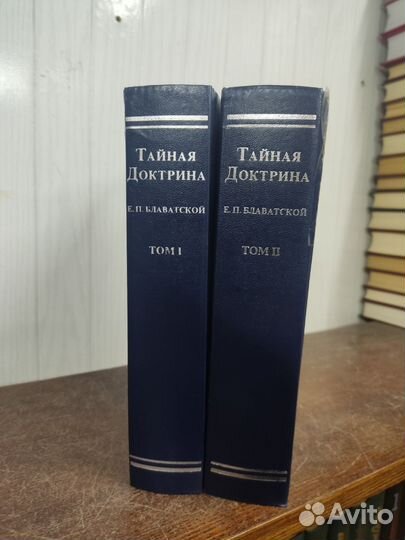 ТАЙНАЯ
ДОКТРИНА
Е. П. БЛАВАТСКОЙ
ТОМ I
ТАЙНАЯ
ДОКТРИНА
Е. П. БЛАВАТСКОЙ
ТОМ II
Avito